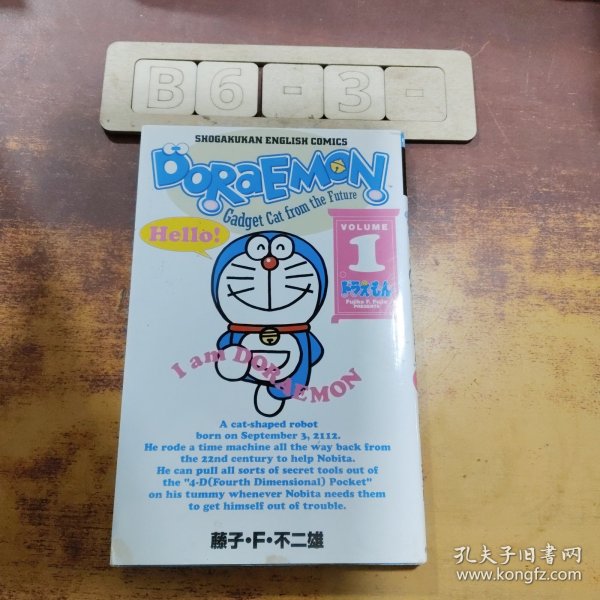 B6-3-
SHOGAKUKAN ENGLISH COMICS
DORAEMON
Gadget Cat from the Future
Hello!
VOLUME
1
ドラえもん
Fujiko F. Fujio
PRESENTS
I am DORAEMON
A cat-shaped robot
born on September 3, 2112.
He rode a time machine all the way back from
the 22nd century to help Nobita.
He can pull all sorts of secret tools out of
the "4-D(Fourth Dimensional) Pocket"
on his tummy whenever Nobita needs them
to get himself out of trouble.
藤子・F・不二雄
孔夫子旧书网
www.kongfz.com